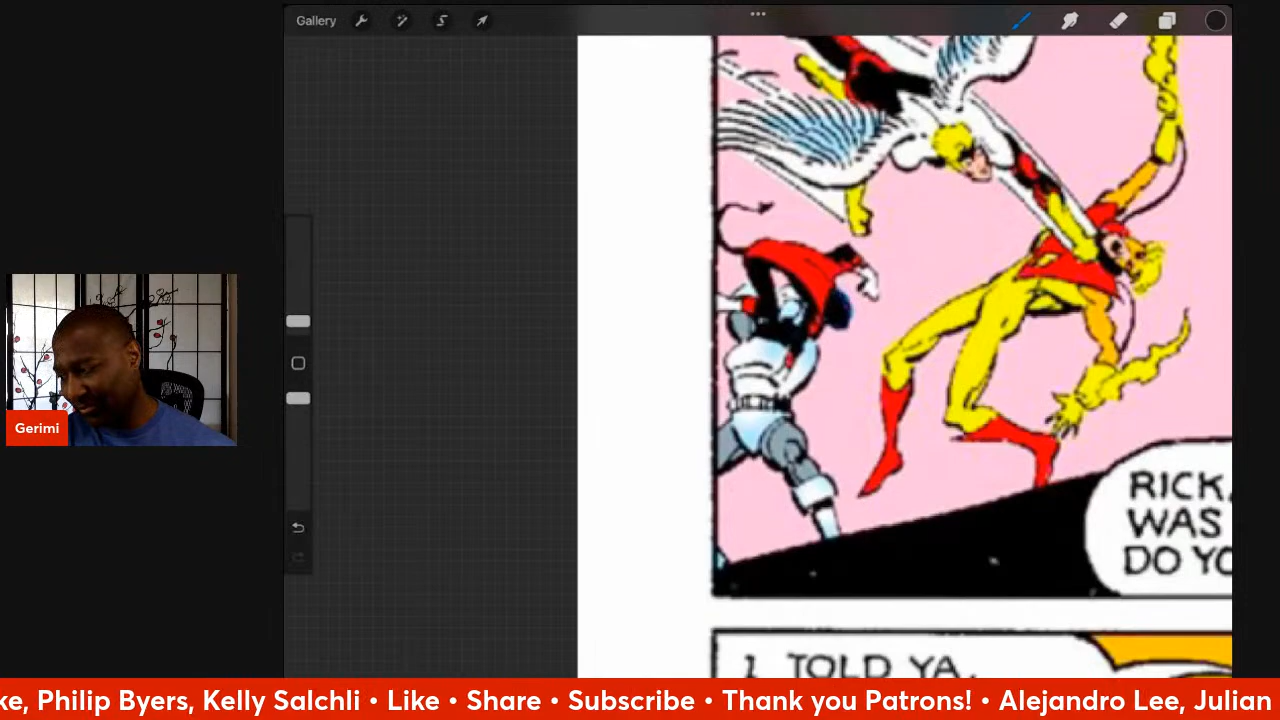 Gallery
RICK,
WAS
DO YO
I TOLD YA,
Gerimi
ke, Philip Byers, Kelly Salchli • Like • Share • Subscribe • Thank you Patrons! • Alejandro Lee, Julian